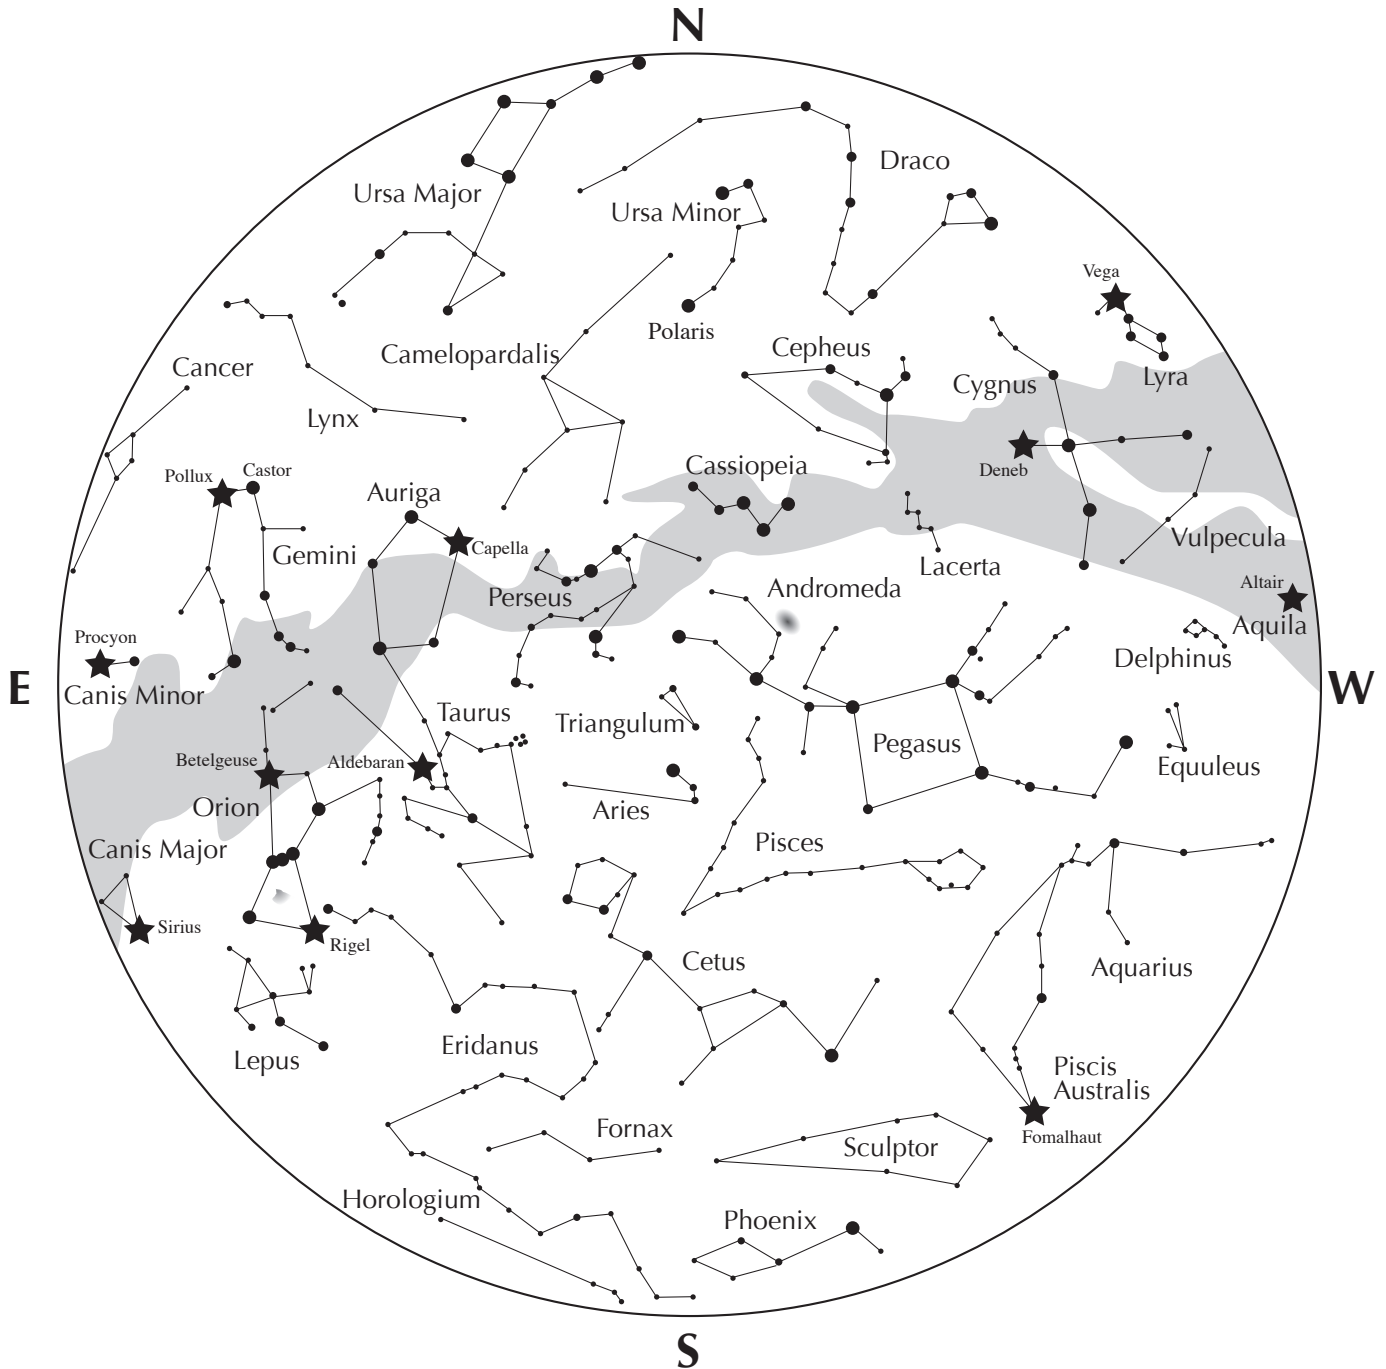 N
Draco
Ursa Major
Ursa Minor
Vega
Polaris
Cepheus
Camelopardalis
Cancer
Lyra
Cygnus
Lynx
Cassiopeia
Castor
Pollux
Deneb
Auriga
Vulpecula
Capella
Gemini
Lacerta
Altair
Andromeda
Perseus
Aquila
Procyon
Delphinus
E
Canis Minor
W
Taurus
Triangulum
Pegasus
Betelgeuse
Aldebaran
Equuleus
Orion
Aries
Pisces
Canis Major
Sirius
Rigel
Cetus
Aquarius
Eridanus
Lepus
Piscis
Australis
Fornax
Fomalhaut
Sculptor
Horologium
Phoenix
S